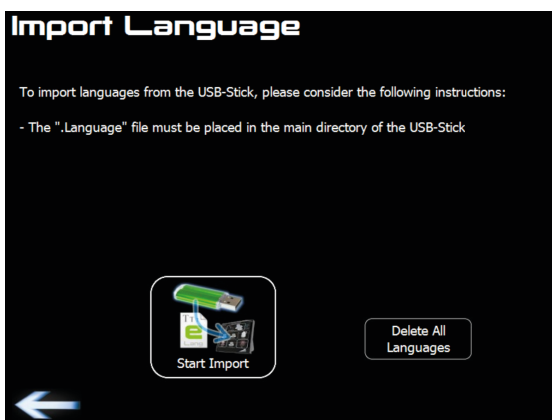 Import Language
To import languages from the USB-Stick, please consider the following instructions:
- The ".Language" file must be placed in the main directory of the USB-Stick
e
Lang
Start Import
Delete All
Languages